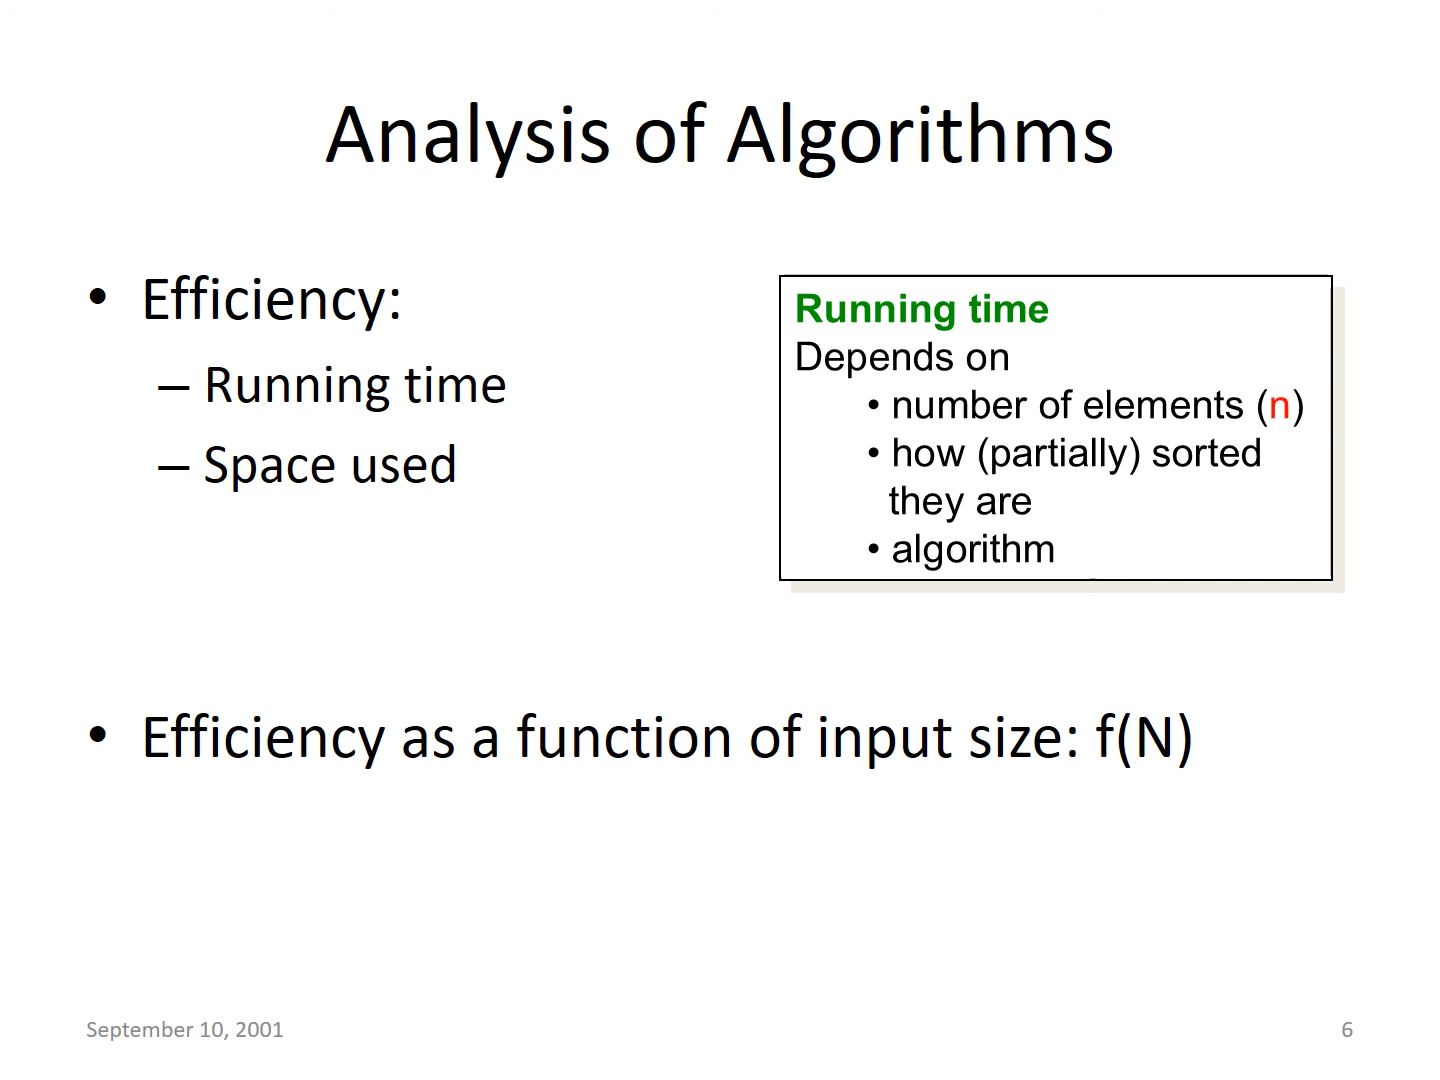 Analysis of Algorithms
• Efficiency:
– Running time
– Space used
Running time
Depends on
• number of elements (n)
• how (partially) sorted
they are
• algorithm
• Efficiency as a function of input size: f(N)
September 10, 2001
6